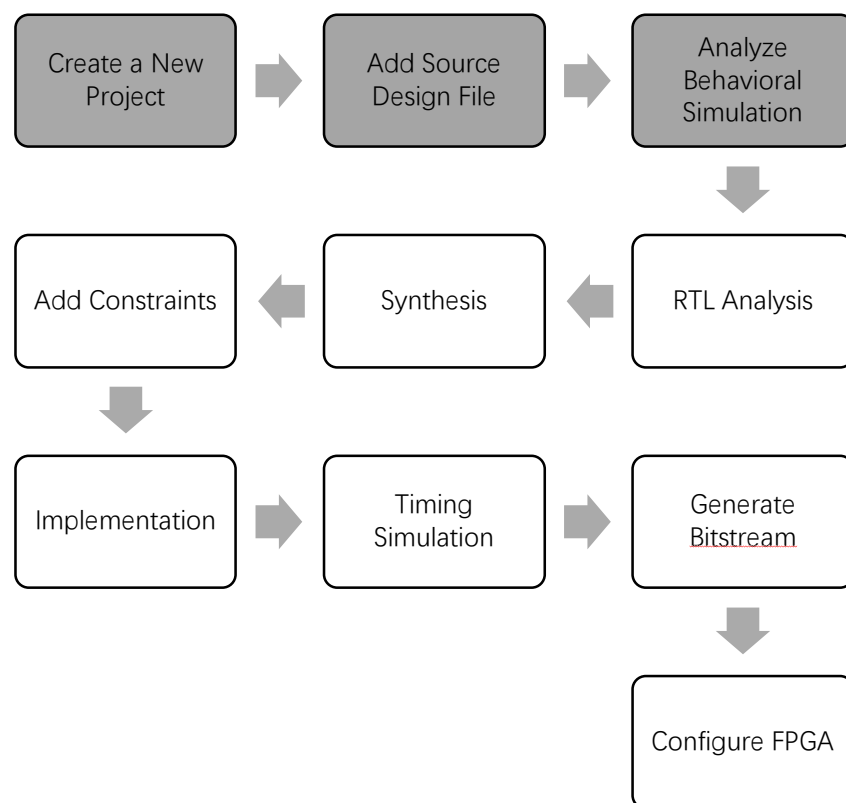 Create a New
Project
Add Source
Design File
Analyze
Behavioral
Simulation
RTL Analysis
Synthesis
Add Constraints
Implementation
Timing
Simulation
Generate
Bitstream
Configure FPGA